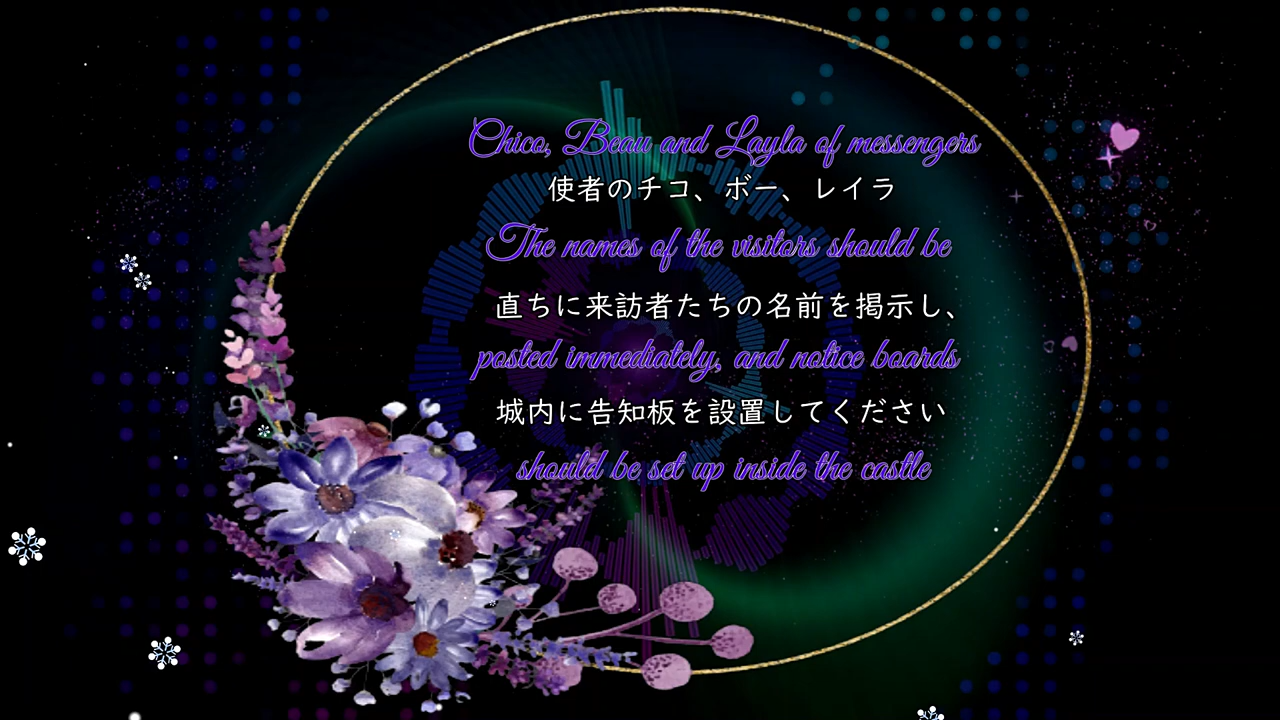 Chico, Beau and Layla of messengers
使者のチコ、ボー、レイラ
The names of the visitors should be
直ちに来訪者たちの名前を掲示し、
posted immediately, and notice boards
城内に告知板を設置してください
should be set up inside the castle